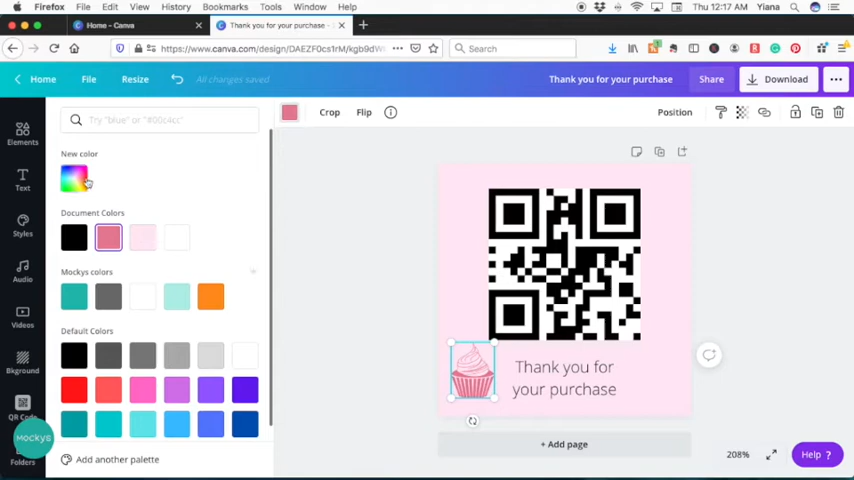 Firefox File Edit View History Bookmarks Tools Window Help
Thu 12:17 AM Yiana
Home - Canva
Thank you for your purchase -
https://www.canva.com/design/DAEZF0cs1rM/kgb9dW
Search
Home File Resize All changes saved
Thank you for your purchase Share Download
Try "blue" or "#00c4cc"
Crop Flip Position
Elements
Text
Styles
Audio
Videos
Bkground
QR Code
MOCKYS
Folders
New color
Document Colors
Mockys colors
Default Colors
Add another palette
Thank you for
your purchase
+ Add page
208%
Help ?